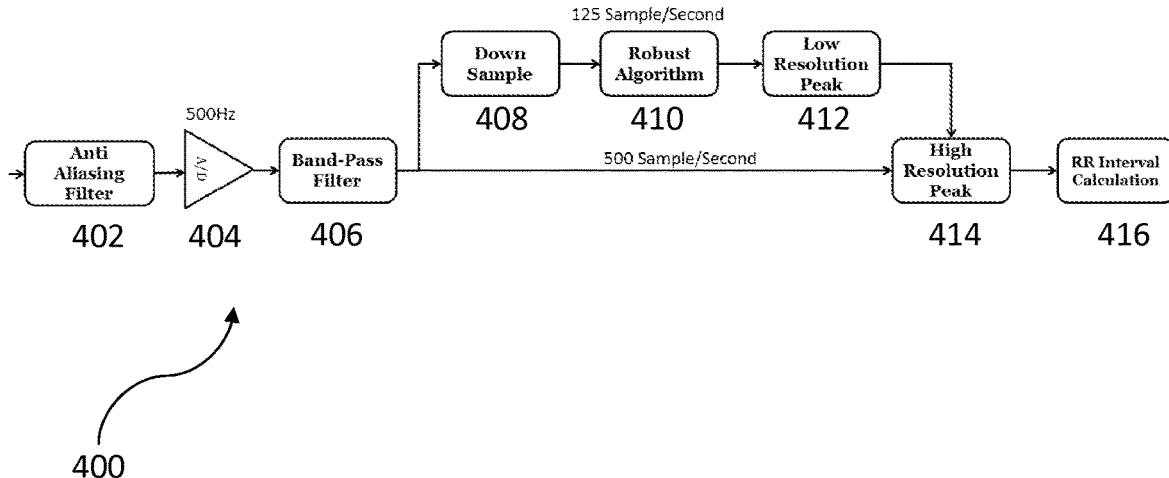 125 Sample/Second
Down
Sample
408
Robust
Algorithm
410
Low
Resolution
Peak
412
500Hz
Anti
Aliasing
Filter
402
A/D
404
Band-Pass
Filter
406
500 Sample/Second
High
Resolution
Peak
414
RR Interval
Calculation
416
400